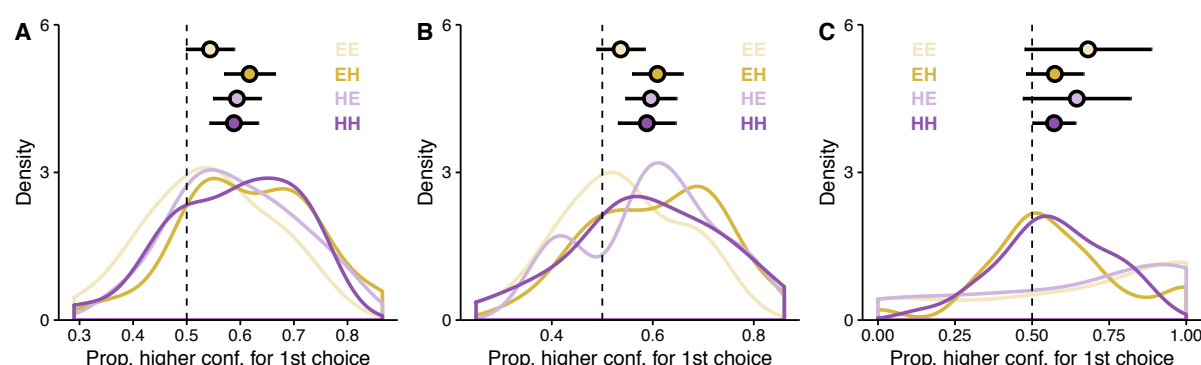 A
6
3
0
Density
EE
EH
HE
HH
0.3 0.4 0.5 0.6 0.7 0.8
Prop. higher conf. for 1st choice
B
6
3
0
Density
EE
EH
HE
HH
0.4 0.6 0.8
Prop. higher conf. for 1st choice
C
6
3
0
Density
EE
EH
HE
HH
0.00 0.25 0.50 0.75 1.00
Prop. higher conf. for 1st choice